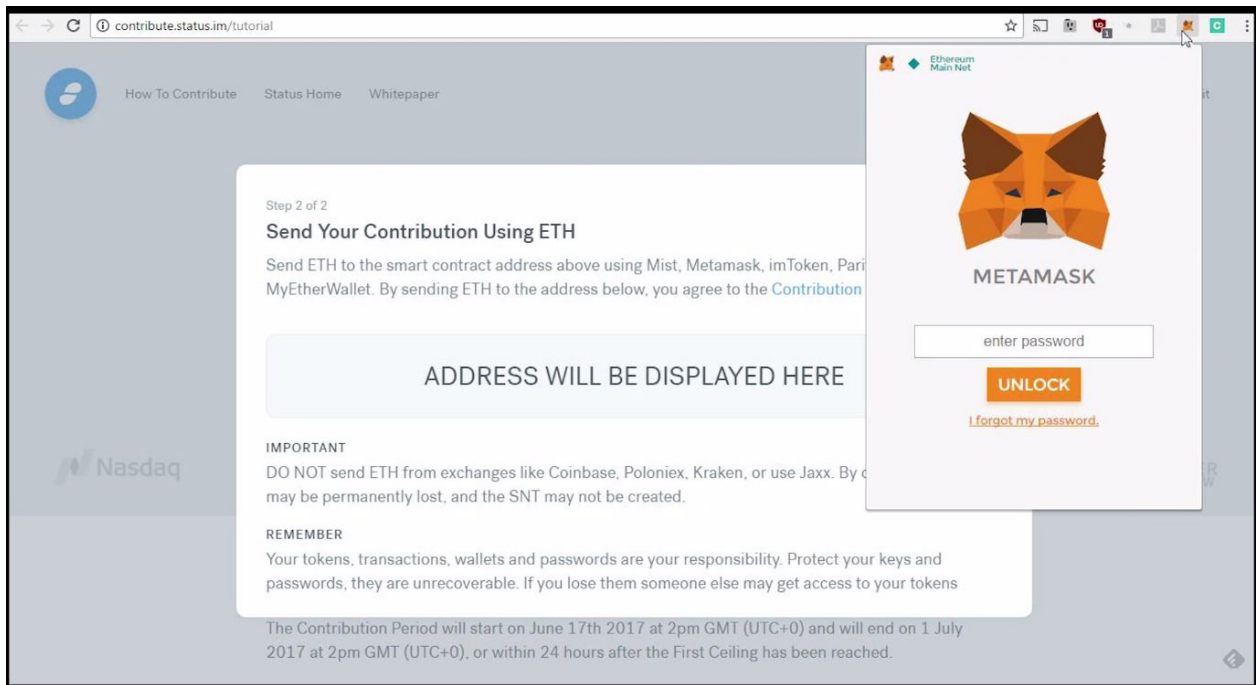 contribute.status.im/tutorial
How To Contribute Status Home Whitepaper
Step 2 of 2
Send Your Contribution Using ETH
Send ETH to the smart contract address above using Mist, Metamask, imToken, Pari
MyEtherWallet. By sending ETH to the address below, you agree to the Contribution
ADDRESS WILL BE DISPLAYED HERE
IMPORTANT
DO NOT send ETH from exchanges like Coinbase, Poloniex, Kraken, or use Jaxx. By
may be permanently lost, and the SNT may not be created.
REMEMBER
Your tokens, transactions, wallets and passwords are your responsibility. Protect your keys and
passwords, they are unrecoverable. If you lose them someone else may get access to your tokens
The Contribution Period will start on June 17th 2017 at 2pm GMT (UTC+0) and will end on 1 July
2017 at 2pm GMT (UTC+0), or within 24 hours after the First Ceiling has been reached.
Nasdaq
Ethereum
Main Net
METAMASK
enter password
UNLOCK
I forgot my password.